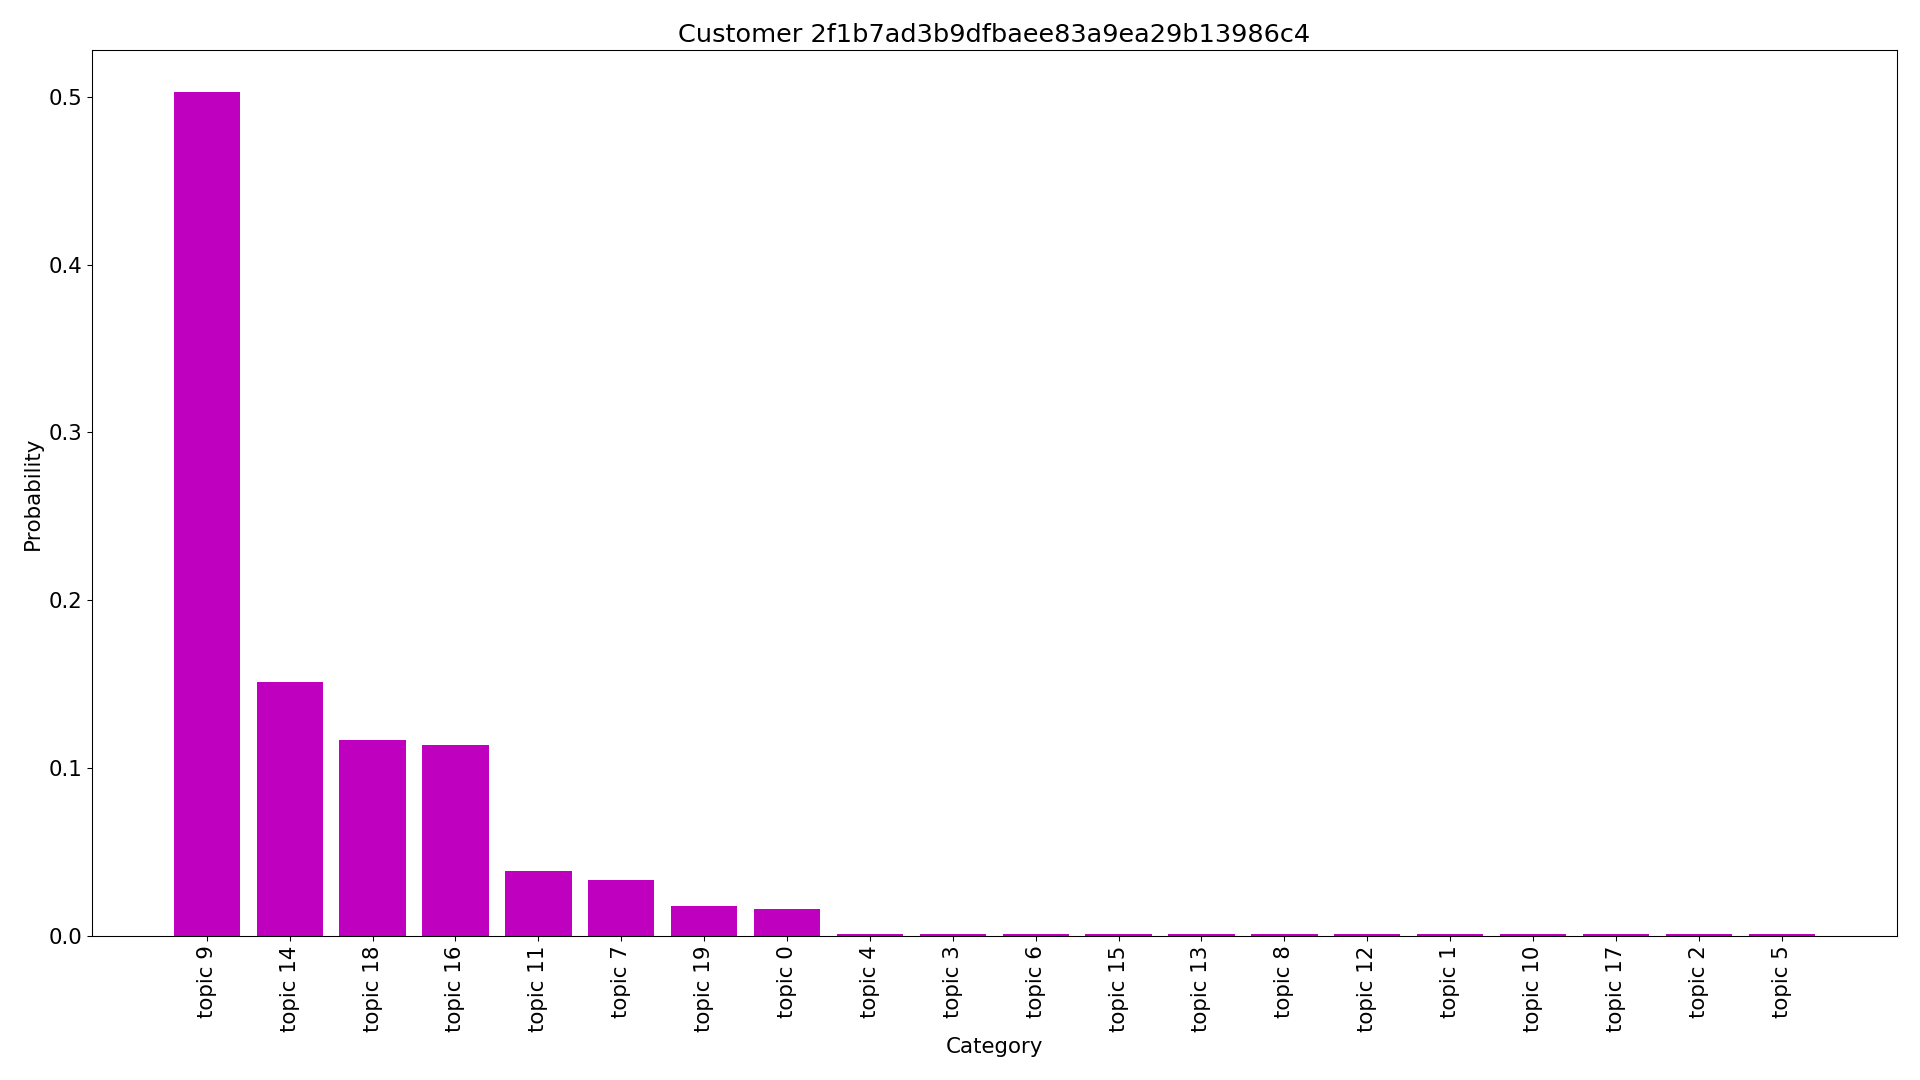 Customer 2f1b7ad3b9dfbaee83a9ea29b13986c4
Probability
0.5
0.4
0.3
0.2
0.1
0.0
topic 9
topic 14
topic 18
topic 16
topic 11
topic 7
topic 19
topic 0
topic 4
topic 3
topic 6
topic 15
topic 13
topic 8
topic 12
topic 1
topic 10
topic 17
topic 2
topic 5
Category